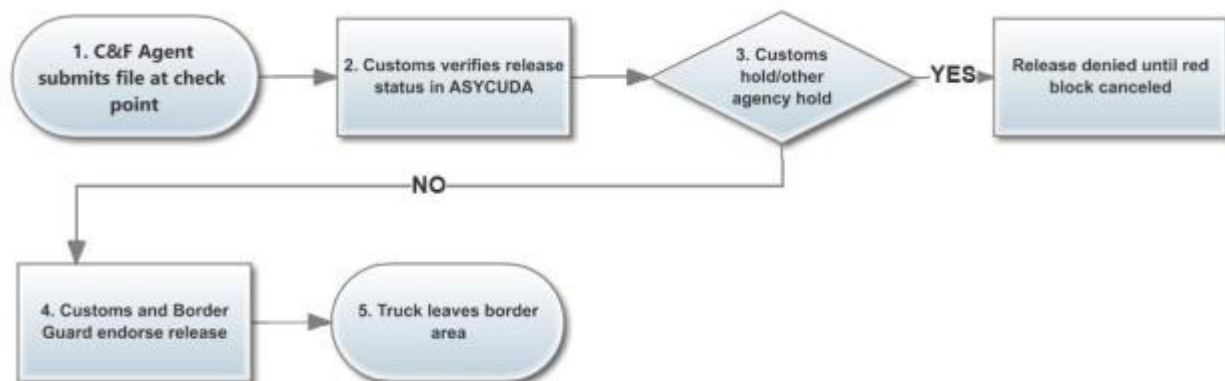 1. C&F Agent
submits file at check
point
2. Customs verifies release
status in ASYCUDA
3. Customs
hold/other
agency hold
YES
Release denied until red
block canceled
NO
4. Customs and Border
Guard endorse release
5. Truck leaves border
area